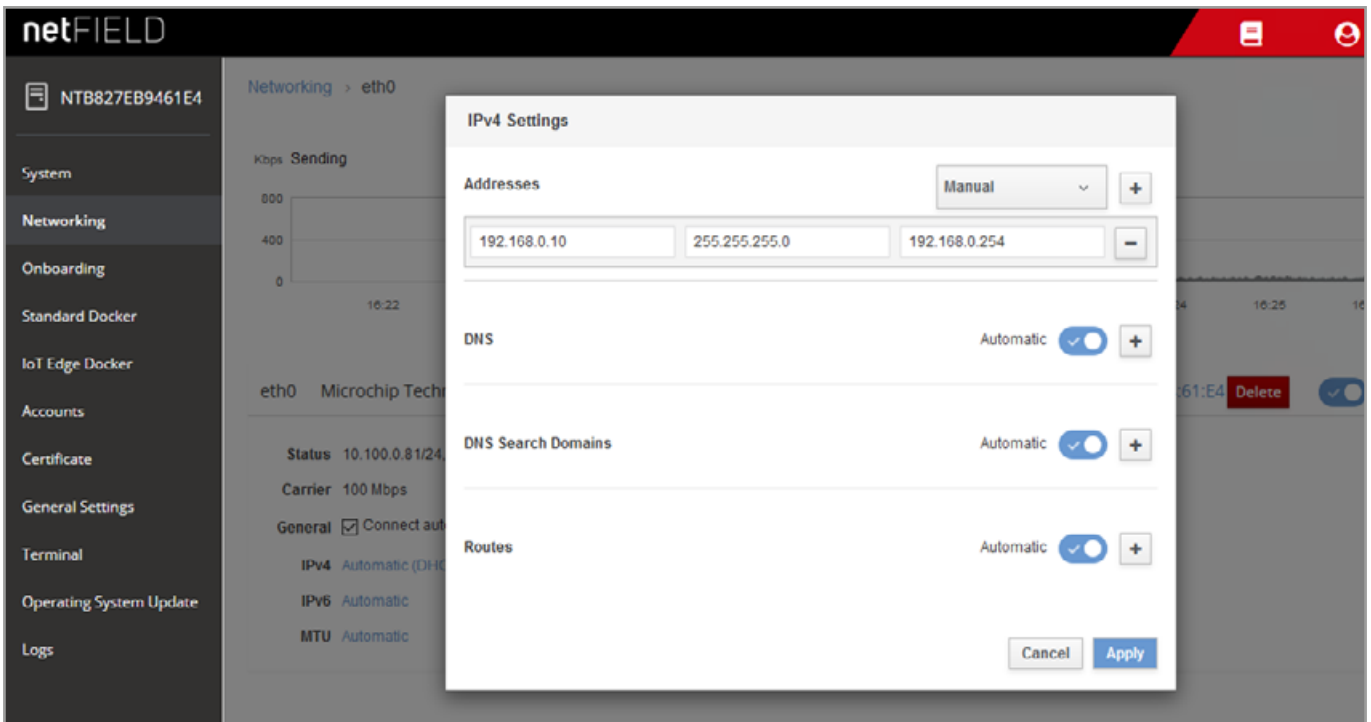 netFIELD
NTB827EB9461E4
System
Networking
Onboarding
Standard Docker
IoT Edge Docker
Accounts
Certificate
General Settings
Terminal
Operating System Update
Logs
Networking > eth0
Kbps Sending
800
400
0
16:22
24 16:25 16
eth0 Microchip Techn
:61:E4 Delete
Status 10.100.0.81/24,
Carrier 100 Mbps
General Connect aut
IPv4 Automatic (DHC
IPv6 Automatic
MTU Automatic
IPv4 Settings
Addresses Manual +
192.168.0.10 255.255.255.0 192.168.0.254 −
DNS Automatic +
DNS Search Domains Automatic +
Routes Automatic +
Cancel Apply